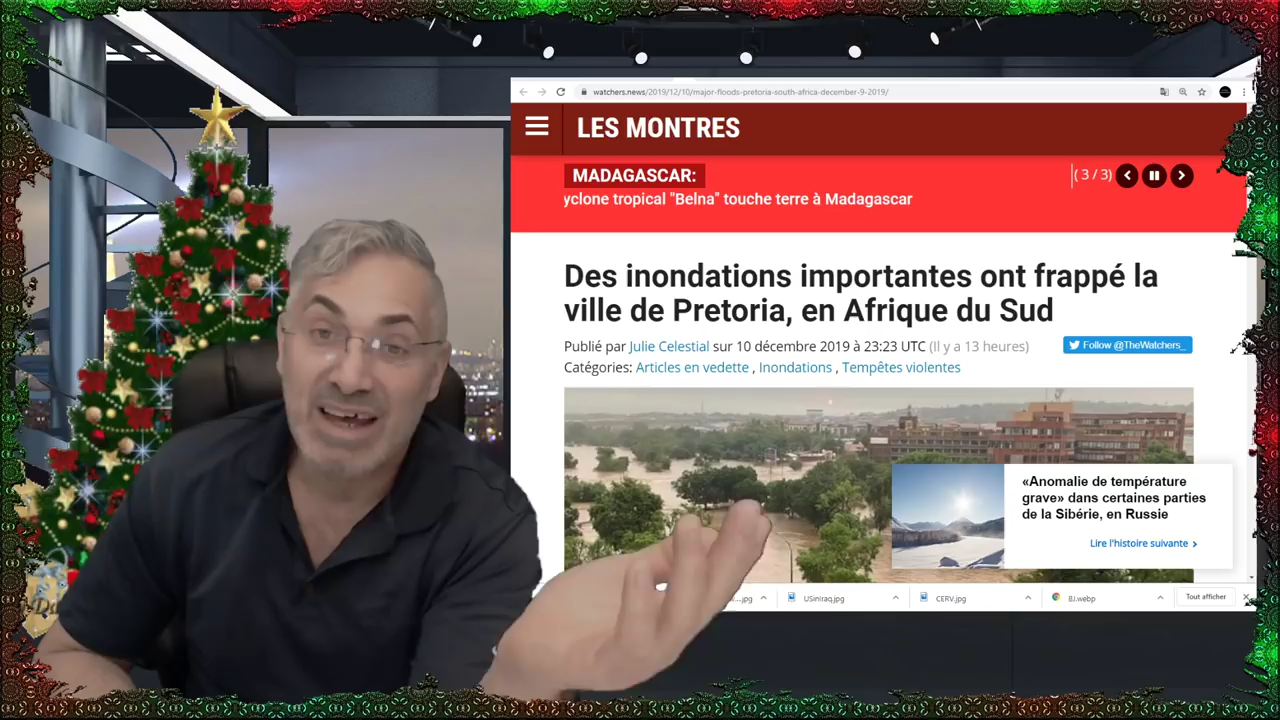 watchers.news/2019/12/10/major-floods-pretoria-south-africa-december-9-2019/
LES MONTRES
MADAGASCAR:
( 3 / 3)
yclone tropical "Belna" touche terre à Madagascar
Des inondations importantes ont frappé la
ville de Pretoria, en Afrique du Sud
Publié par Julie Celestial sur 10 décembre 2019 à 23:23 UTC (Il y a 13 heures)
Follow @TheWatchers_
Catégories: Articles en vedette , Inondations , Tempêtes violentes
«Anomalie de température
grave» dans certaines parties
de la Sibérie, en Russie
Lire l'histoire suivante
...jpg
USinIraq.jpg
CERV.jpg
BJ.webp
Tout afficher